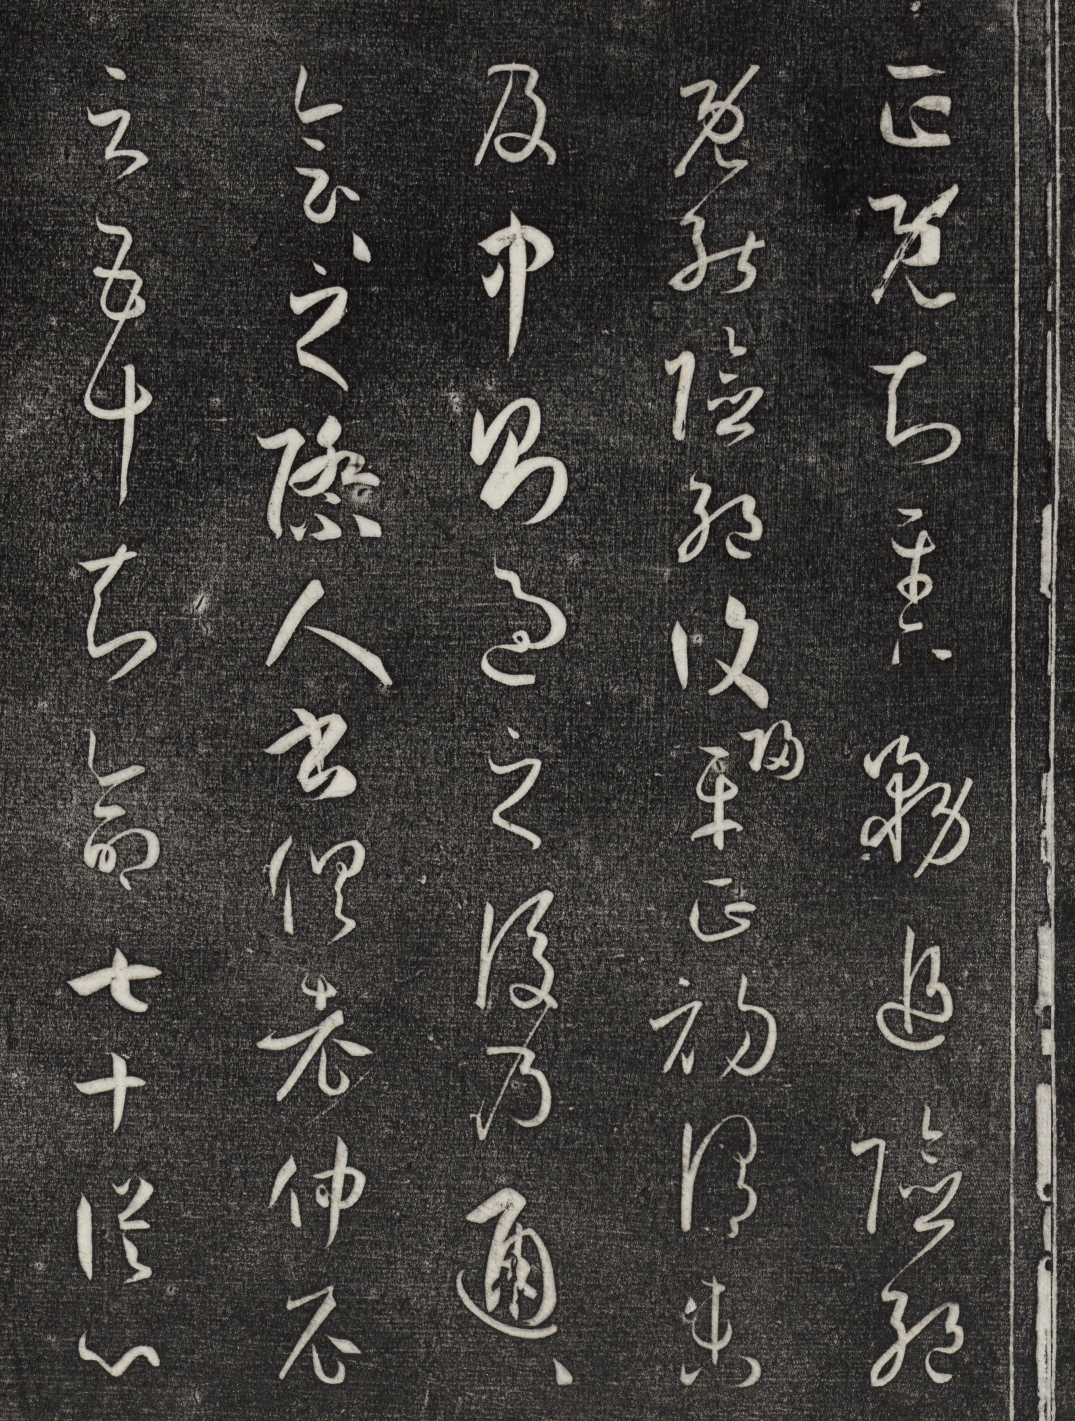 正既知平正務追險絕
既能險絕復歸平正初謂未
及中則過之後乃通、
會、之際人書俱老仲尼
云五十知命七十從心